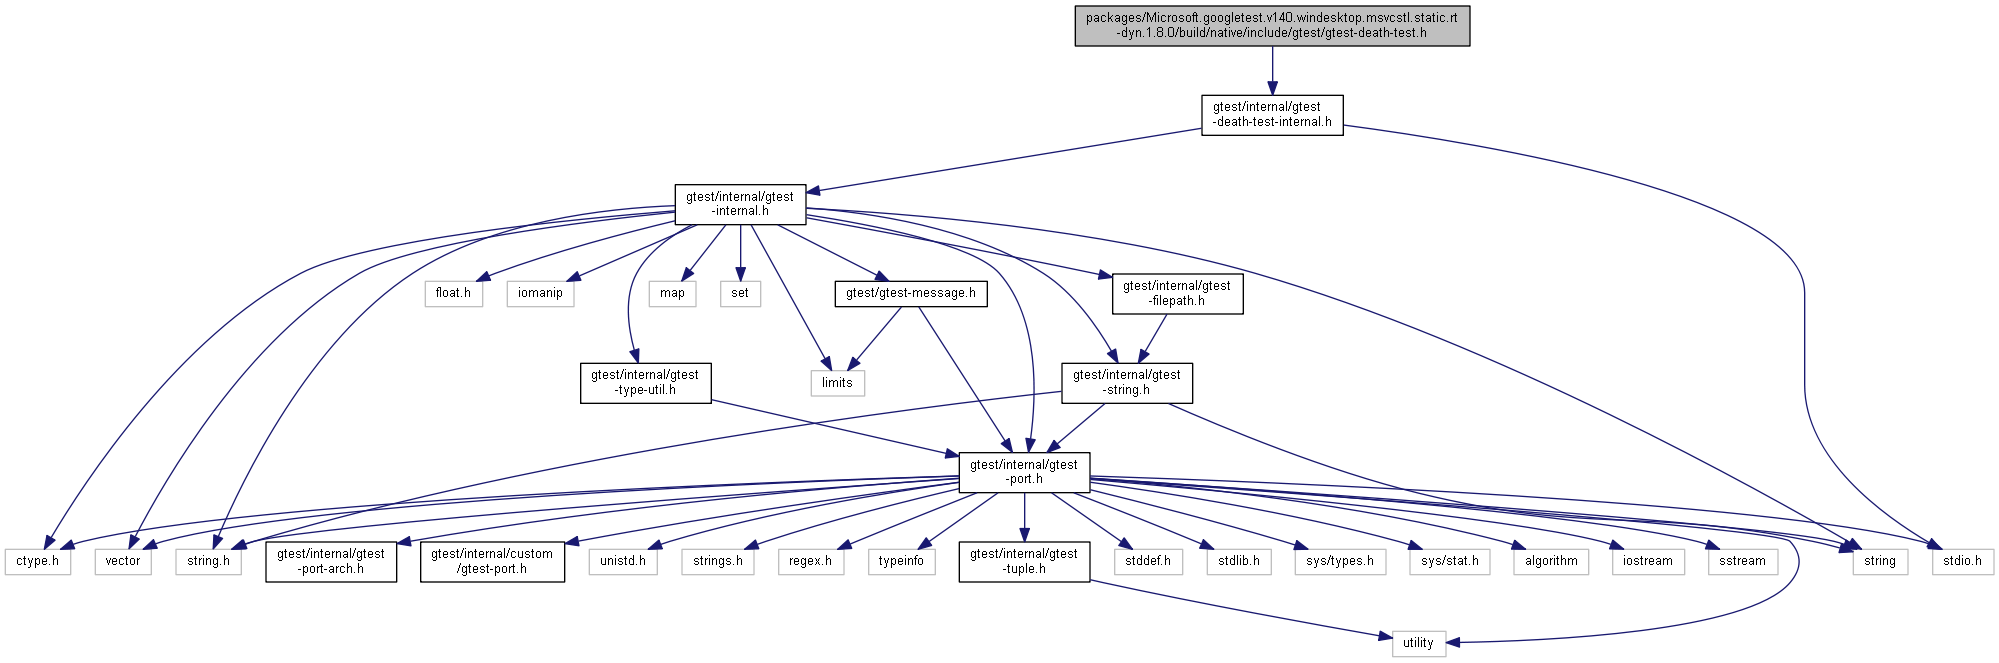 packages/Microsoft.googletest.v140.windesktop.msvcstl.static.rt
-dyn.1.8.0/build/native/include/gtest/gtest-death-test.h
gtest/internal/gtest
-death-test-internal.h
gtest/internal/gtest
-internal.h
float.h
iomanip
map
set
gtest/gtest-message.h
gtest/internal/gtest
-filepath.h
gtest/internal/gtest
-type-util.h
limits
gtest/internal/gtest
-string.h
gtest/internal/gtest
-port.h
ctype.h
vector
string.h
gtest/internal/gtest
-port-arch.h
gtest/internal/custom
/gtest-port.h
unistd.h
strings.h
regex.h
typeinfo
gtest/internal/gtest
-tuple.h
stddef.h
stdlib.h
sys/types.h
sys/stat.h
algorithm
iostream
sstream
string
stdio.h
utility